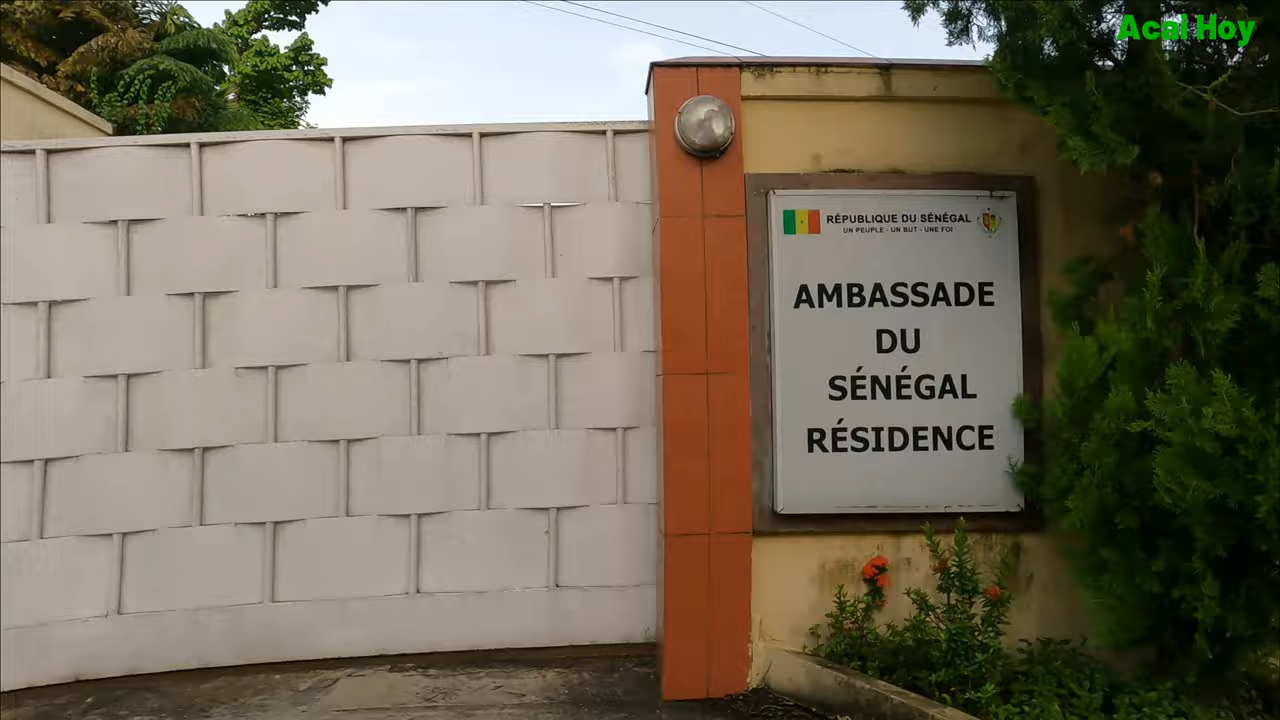 Acal Hoy
RÉPUBLIQUE DU SÉNÉGAL
UN PEUPLE - UN BUT - UNE FOI
AMBASSADE
DU
SÉNÉGAL
RÉSIDENCE